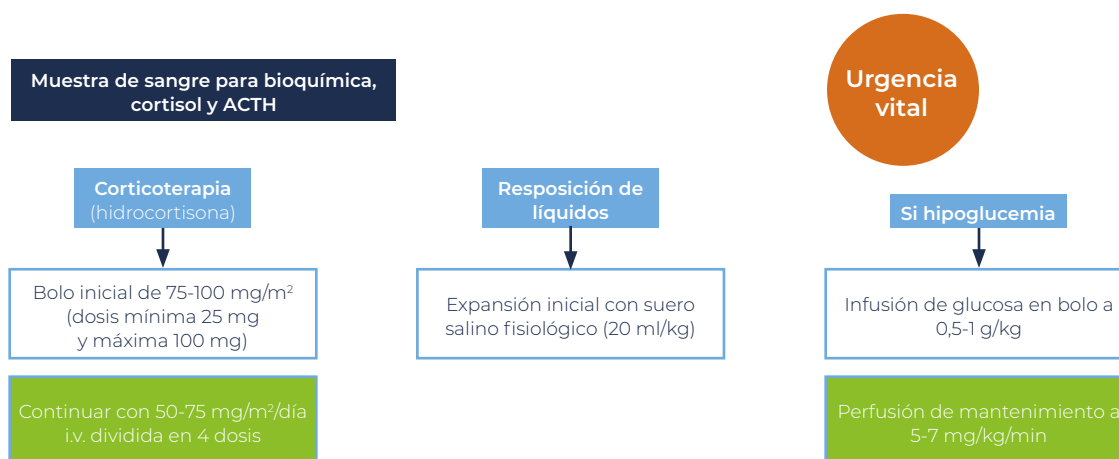 Muestra de sangre para bioquímica,
cortisol y ACTH
Urgencia
vital
Corticoterapia
(hidrocortisona)
Bolo inicial de 75-100 mg/m²
(dosis mínima 25 mg
y máxima 100 mg)
Continuar con 50-75 mg/m²/día
i.v. dividida en 4 dosis
Resposición de
líquidos
Expansión inicial con suero
salino fisiológico (20 ml/kg)
Si hipoglucemia
Infusión de glucosa en bolo a
0,5-1 g/kg
Perfusión de mantenimiento a
5-7 mg/kg/min